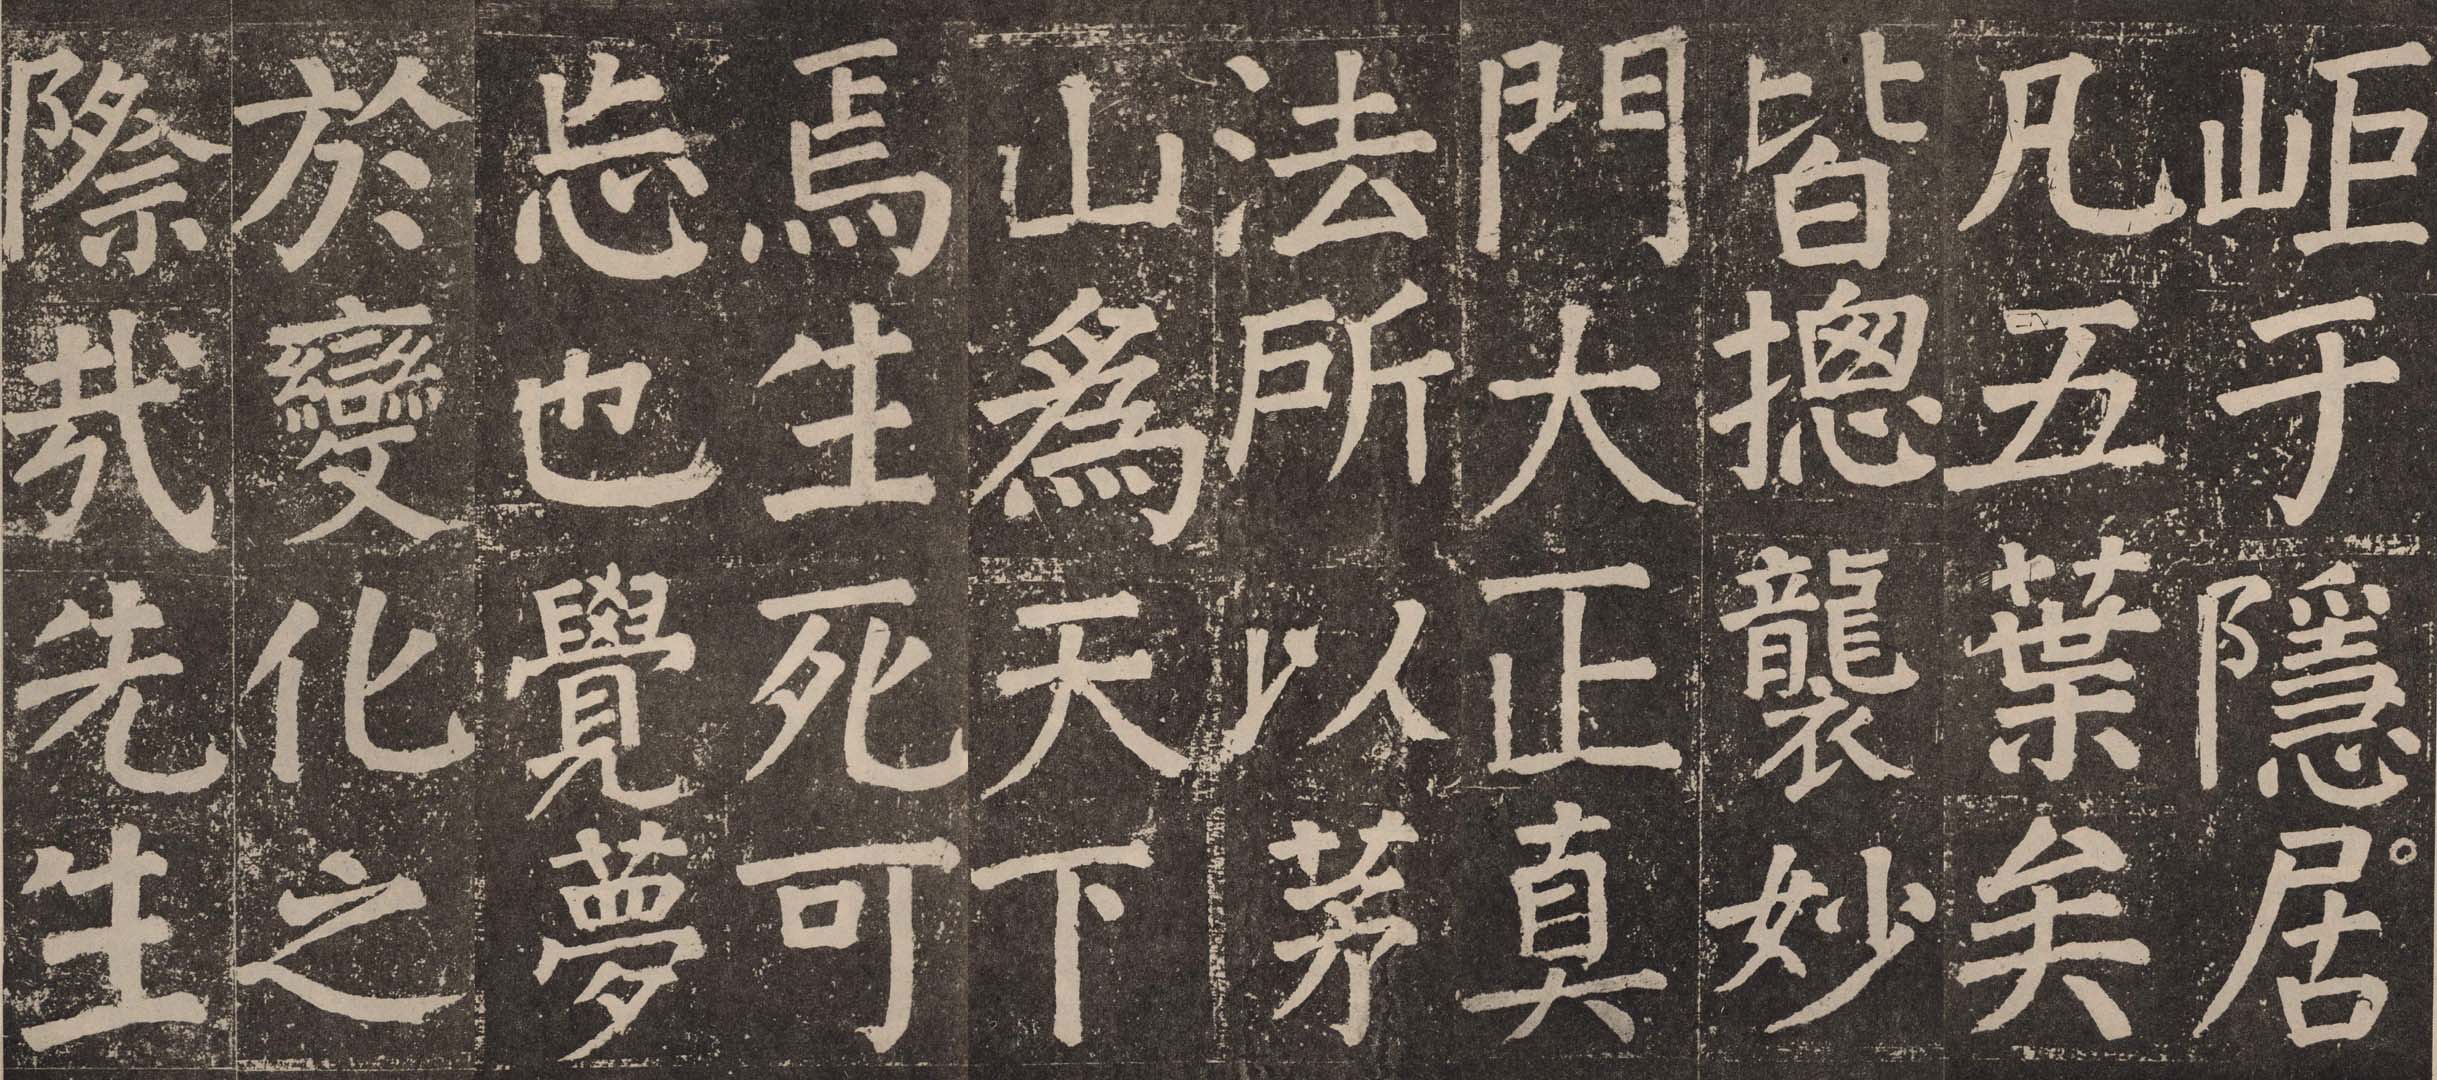 岠于隱居
凡五葉矣
皆摠襲妙
門大正真
法所以茅
山為天下
焉生死可
忘也覺夢
於變化之
際哉先生